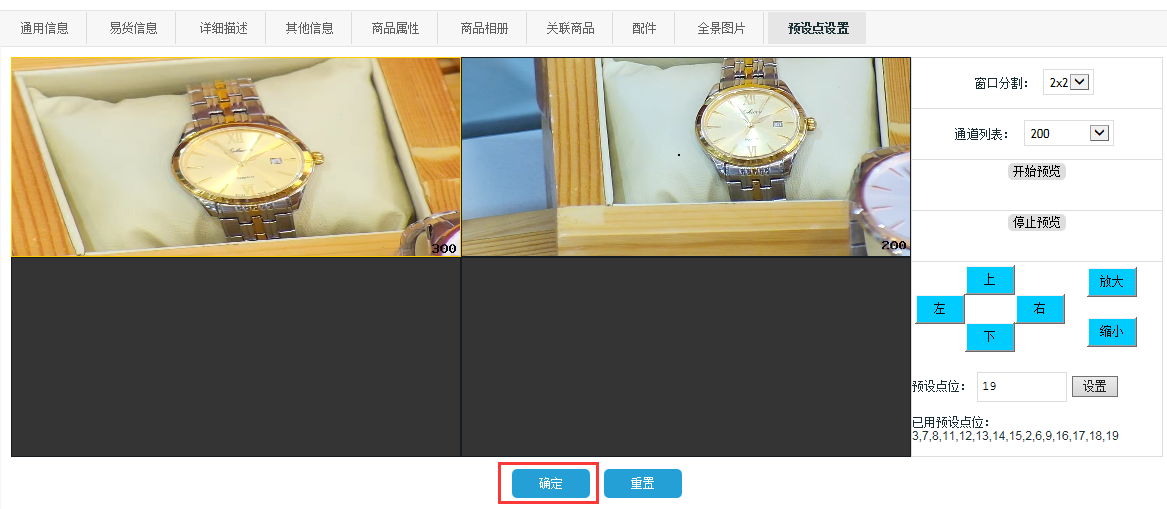 通用信息 易货信息 详细描述 其他信息 商品属性 商品相册 关联商品 配件 全景图片 预设点设置
300
200
窗口分割： 2x2
通道列表： 200
开始预览
停止预览
上
左 右
下
放大
缩小
预设点位： 19 设置
已用预设点位：
3,7,8,11,12,13,14,15,2,6,9,16,17,18,19
确定 重置